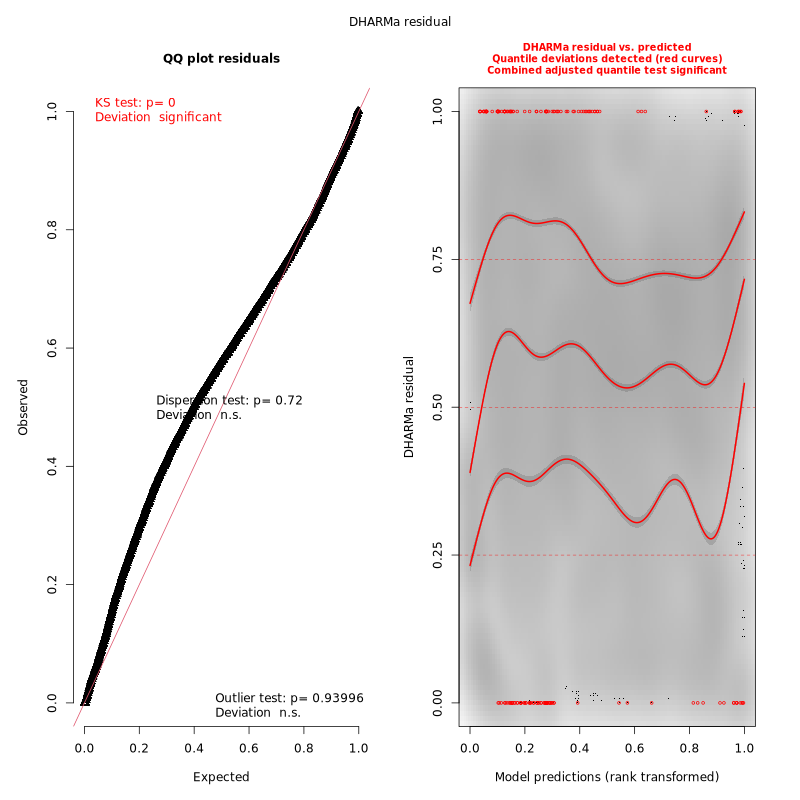 DHARMa residual
QQ plot residuals
KS test: p= 0
Deviation  significant
Dispersion test: p= 0.72
Deviation  n.s.
Outlier test: p= 0.93996
Deviation  n.s.
Observed
0.0
0.2
0.4
0.6
0.8
1.0
0.0
0.2
0.4
0.6
0.8
1.0
Expected
DHARMa residual vs. predicted
Quantile deviations detected (red curves)
Combined adjusted quantile test significant
DHARMa residual
0.00
0.25
0.50
0.75
1.00
0.0
0.2
0.4
0.6
0.8
1.0
Model predictions (rank transformed)